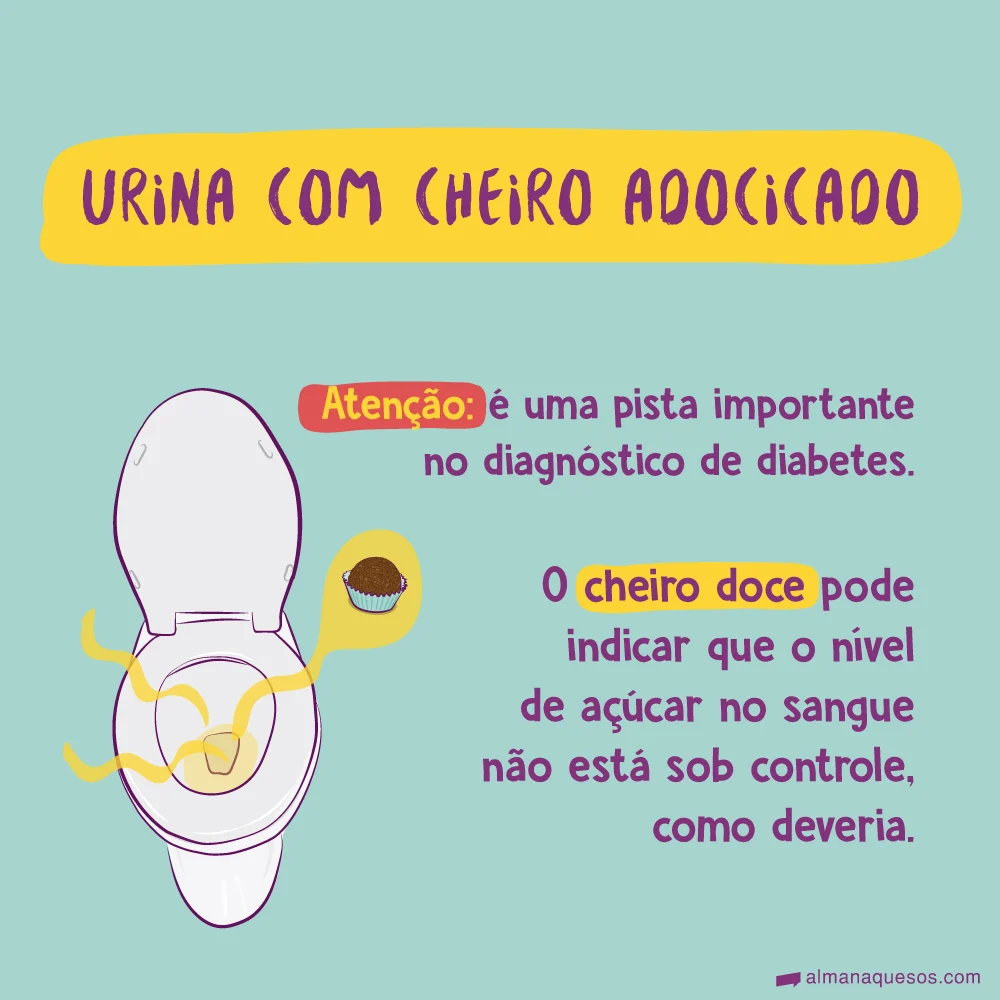 URINA COM CHEIRO ADOCICADO
Atenção: é uma pista importante
no diagnóstico de diabetes.
O cheiro doce pode
indicar que o nível
de açúcar no sangue
não está sob controle,
como deveria.
almanaquesos.com